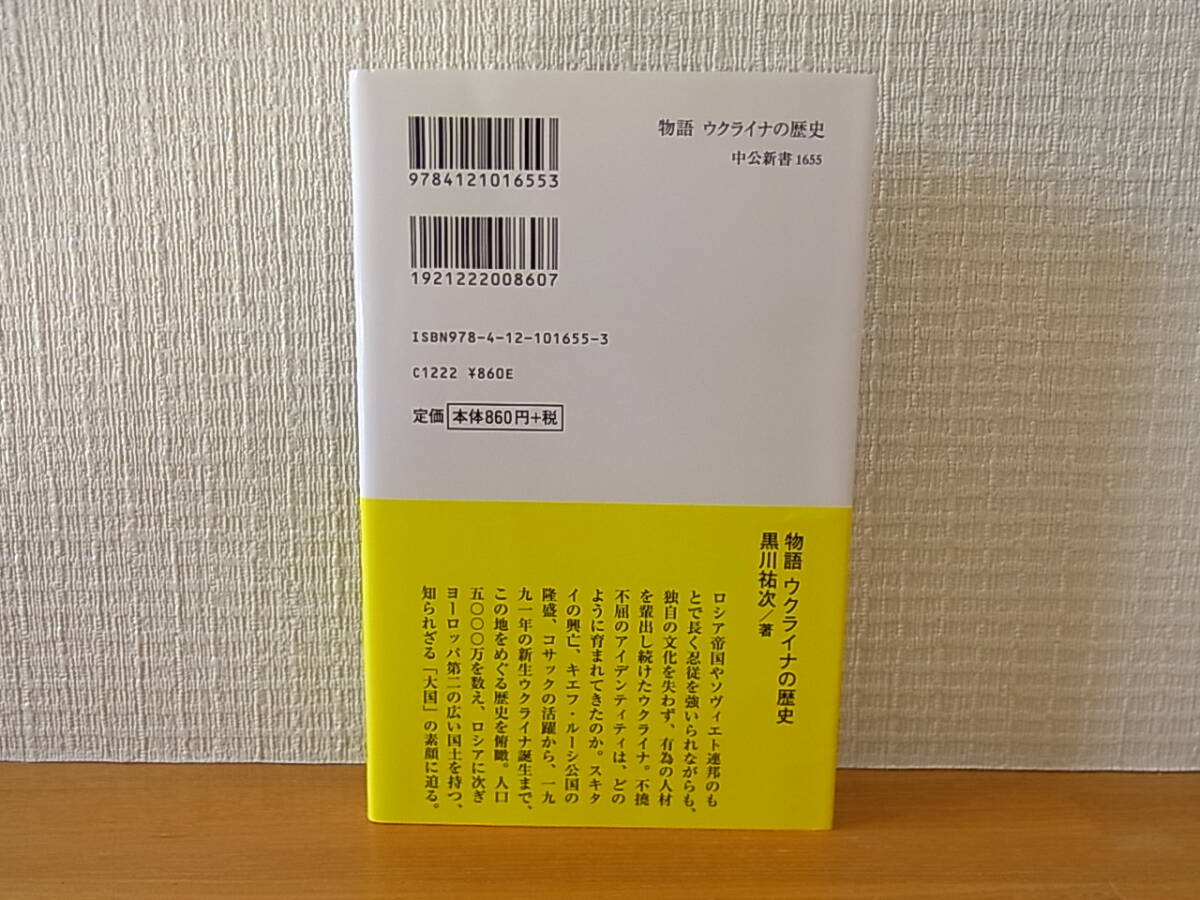 物語 ウクライナの歴史
中公新書 1655
9784121016553
1921222008607
ISBN978-4-12-101655-3
C1222 ¥860E
定価 本体860円+税
物語 ウクライナの歴史
黒川祐次／著
ロシア帝国やソヴィエト連邦のも
とで長く忍従を強いられながらも、
独自の文化を失わず、有為の人材
を輩出し続けたウクライナ。不撓
不屈のアイデンティティは、どの
ように育まれてきたのか。スキタ
イの興亡、キエフ・ルーシ公国の
隆盛、コサックの活躍から、一九
九一年の新生ウクライナ誕生まで、
この地をめぐる歴史を俯瞰。人口
五〇〇〇万を数え、ロシアに次ぎ
ヨーロッパ第二の広い国土を持つ、
知られざる「大国」の素顔に迫る。